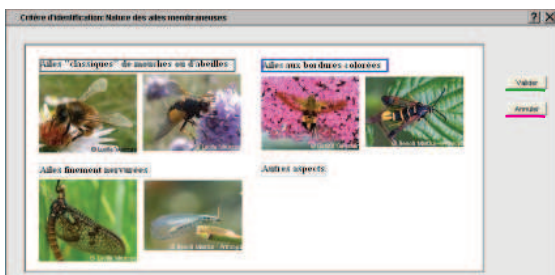 Critère d'identification: Nature des ailes membraneuses
Ailes "classiques" de mouches ou d'abeilles
Ailes aux bordures colorées
Valider
Annuler
Ailes finement nervurées
Autres aspects